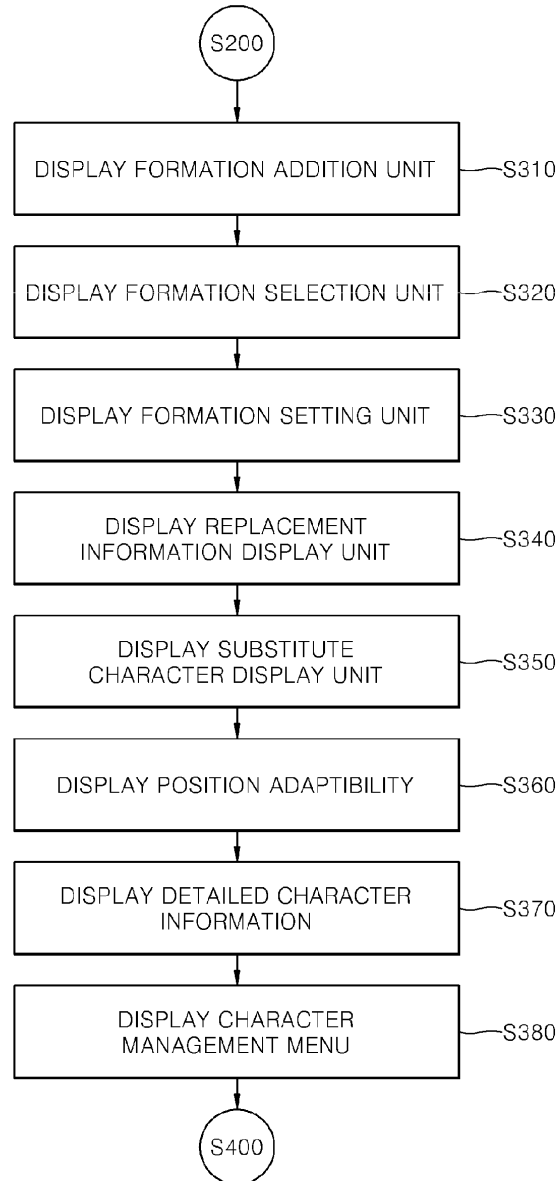 S200
DISPLAY FORMATION ADDITION UNIT
S310
DISPLAY FORMATION SELECTION UNIT
S320
DISPLAY FORMATION SETTING UNIT
S330
DISPLAY REPLACEMENT
INFORMATION DISPLAY UNIT
S340
DISPLAY SUBSTITUTE
CHARACTER DISPLAY UNIT
S350
DISPLAY POSITION ADAPTIBILITY
S360
DISPLAY DETAILED CHARACTER
INFORMATION
S370
DISPLAY CHARACTER
MANAGEMENT MENU
S380
S400